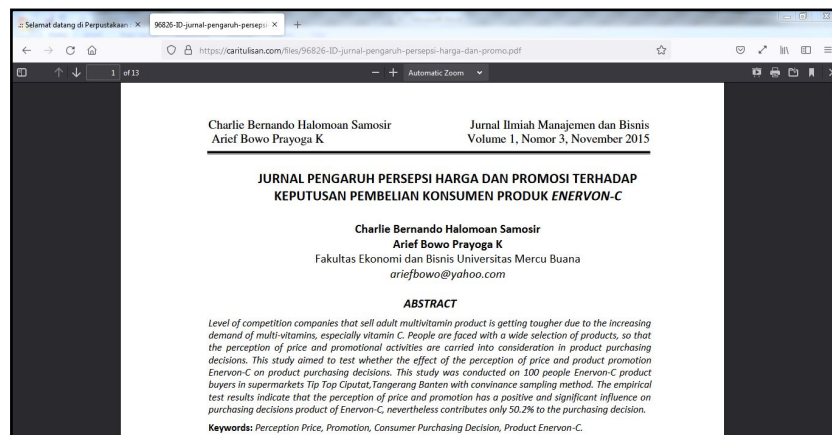 .:: Selamat datang di Perpustakaan
96826-ID-jurnal-pengaruh-persepsi
https://caritulisan.com/files/96826-ID-jurnal-pengaruh-persepsi-harga-dan-promo.pdf
1 of 13
Automatic Zoom
Charlie Bernando Halomoan Samosir Jurnal Ilmiah Manajemen dan Bisnis
Arief Bowo Prayoga K Volume 1, Nomor 3, November 2015
JURNAL PENGARUH PERSEPSI HARGA DAN PROMOSI TERHADAP
KEPUTUSAN PEMBELIAN KONSUMEN PRODUK ENERVON-C
Charlie Bernando Halomoan Samosir
Arief Bowo Prayoga K
Fakultas Ekonomi dan Bisnis Universitas Mercu Buana
ariefbowo@yahoo.com
ABSTRACT
Level of competition companies that sell adult multivitamin product is getting tougher due to the increasing
demand of multi-vitamins, especially vitamin C. People are faced with a wide selection of products, so that
the perception of price and promotional activities are carried into consideration in product purchasing
decisions. This study aimed to test whether the effect of the perception of price and product promotion
Enervon-C on product purchasing decisions. This study was conducted on 100 people Enervon-C product
buyers in supermarkets Tip Top Ciputat,Tangerang Banten with convinance sampling method. The empirical
test results indicate that the perception of price and promotion has a positive and significant influence on
purchasing decisions product of Enervon-C, nevertheless contributes only 50.2% to the purchasing decision.
Keywords: Perception Price, Promotion, Consumer Purchasing Decision, Product Enervon-C.